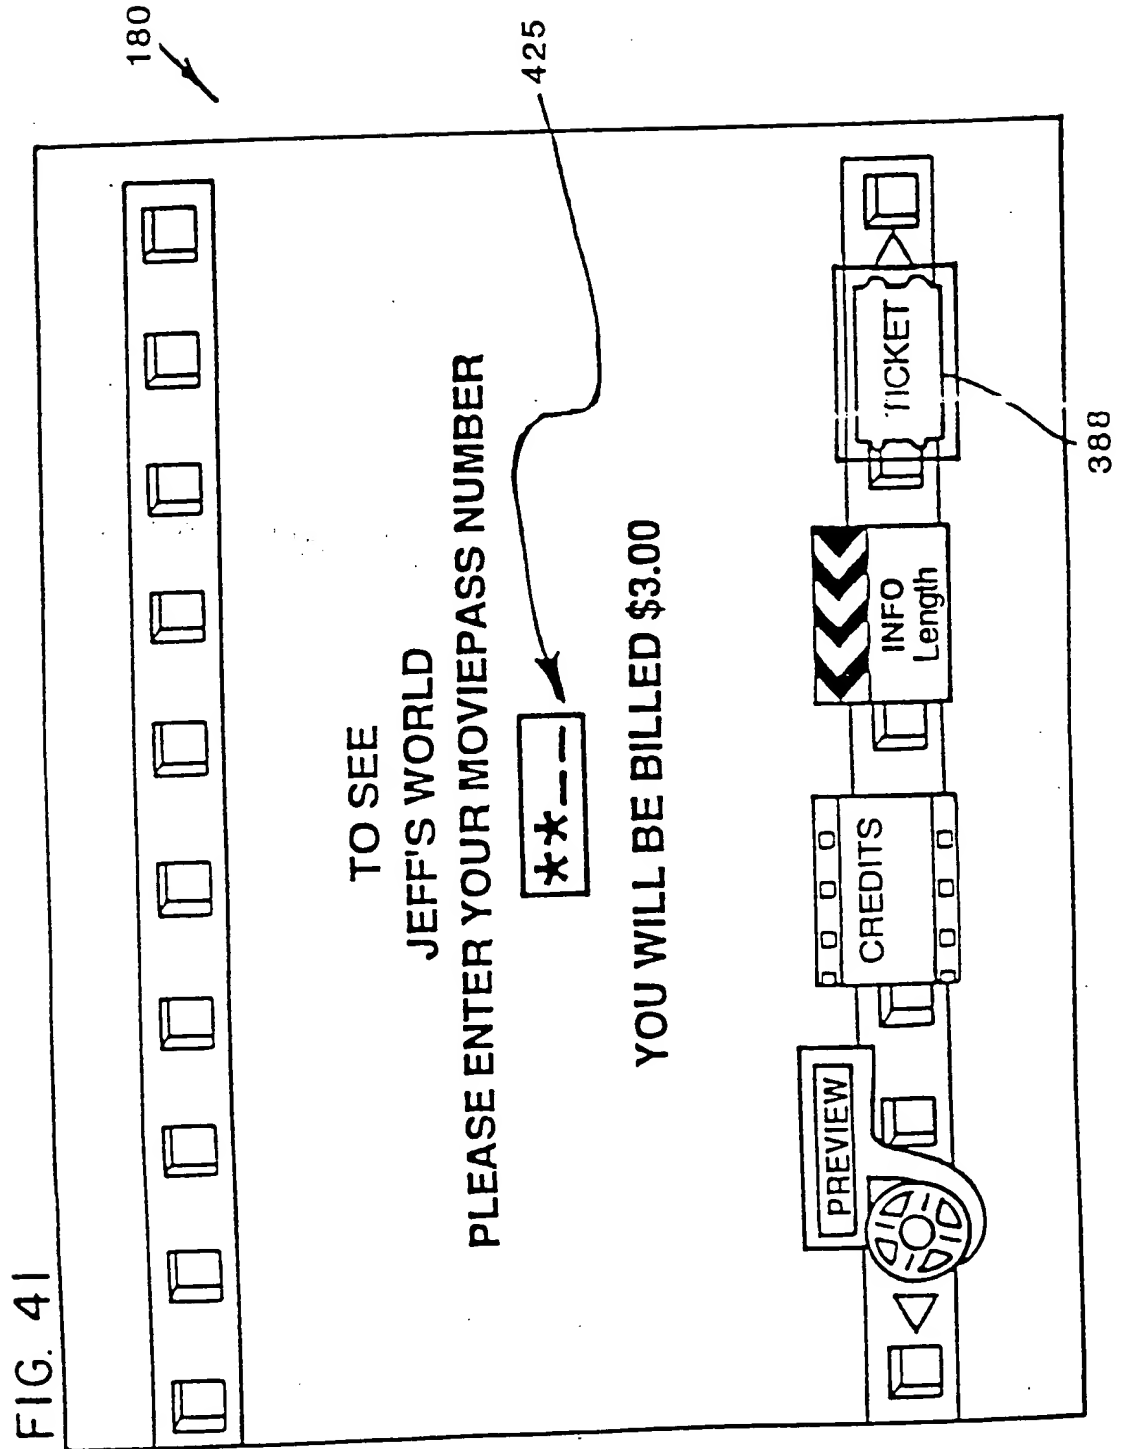 FIG. 41
180
425
TO SEE
JEFF'S WORLD
PLEASE ENTER YOUR MOVIEPASS NUMBER
**__
YOU WILL BE BILLED $3.00
PREVIEW
CREDITS
INFO
Length
TICKET
388